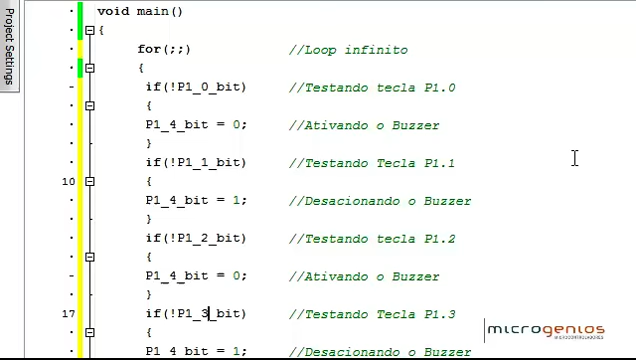 Project Settings
void main()
{
for(;;) //Loop infinito
{
if(!P1_0_bit) //Testando tecla P1.0
{
P1_4_bit = 0; //Ativando o Buzzer
}
if(!P1_1_bit) //Testando Tecla P1.1
10 {
P1_4_bit = 1; //Desacionando o Buzzer
}
if(!P1_2_bit) //Testando tecla P1.2
{
P1_4_bit = 0; //Ativando o Buzzer
}
17 if(!P1_3_bit) //Testando Tecla P1.3
{
P1_4_bit = 1; //Desacionando o Buzzer
microgenios
MICROCONTROLADORES